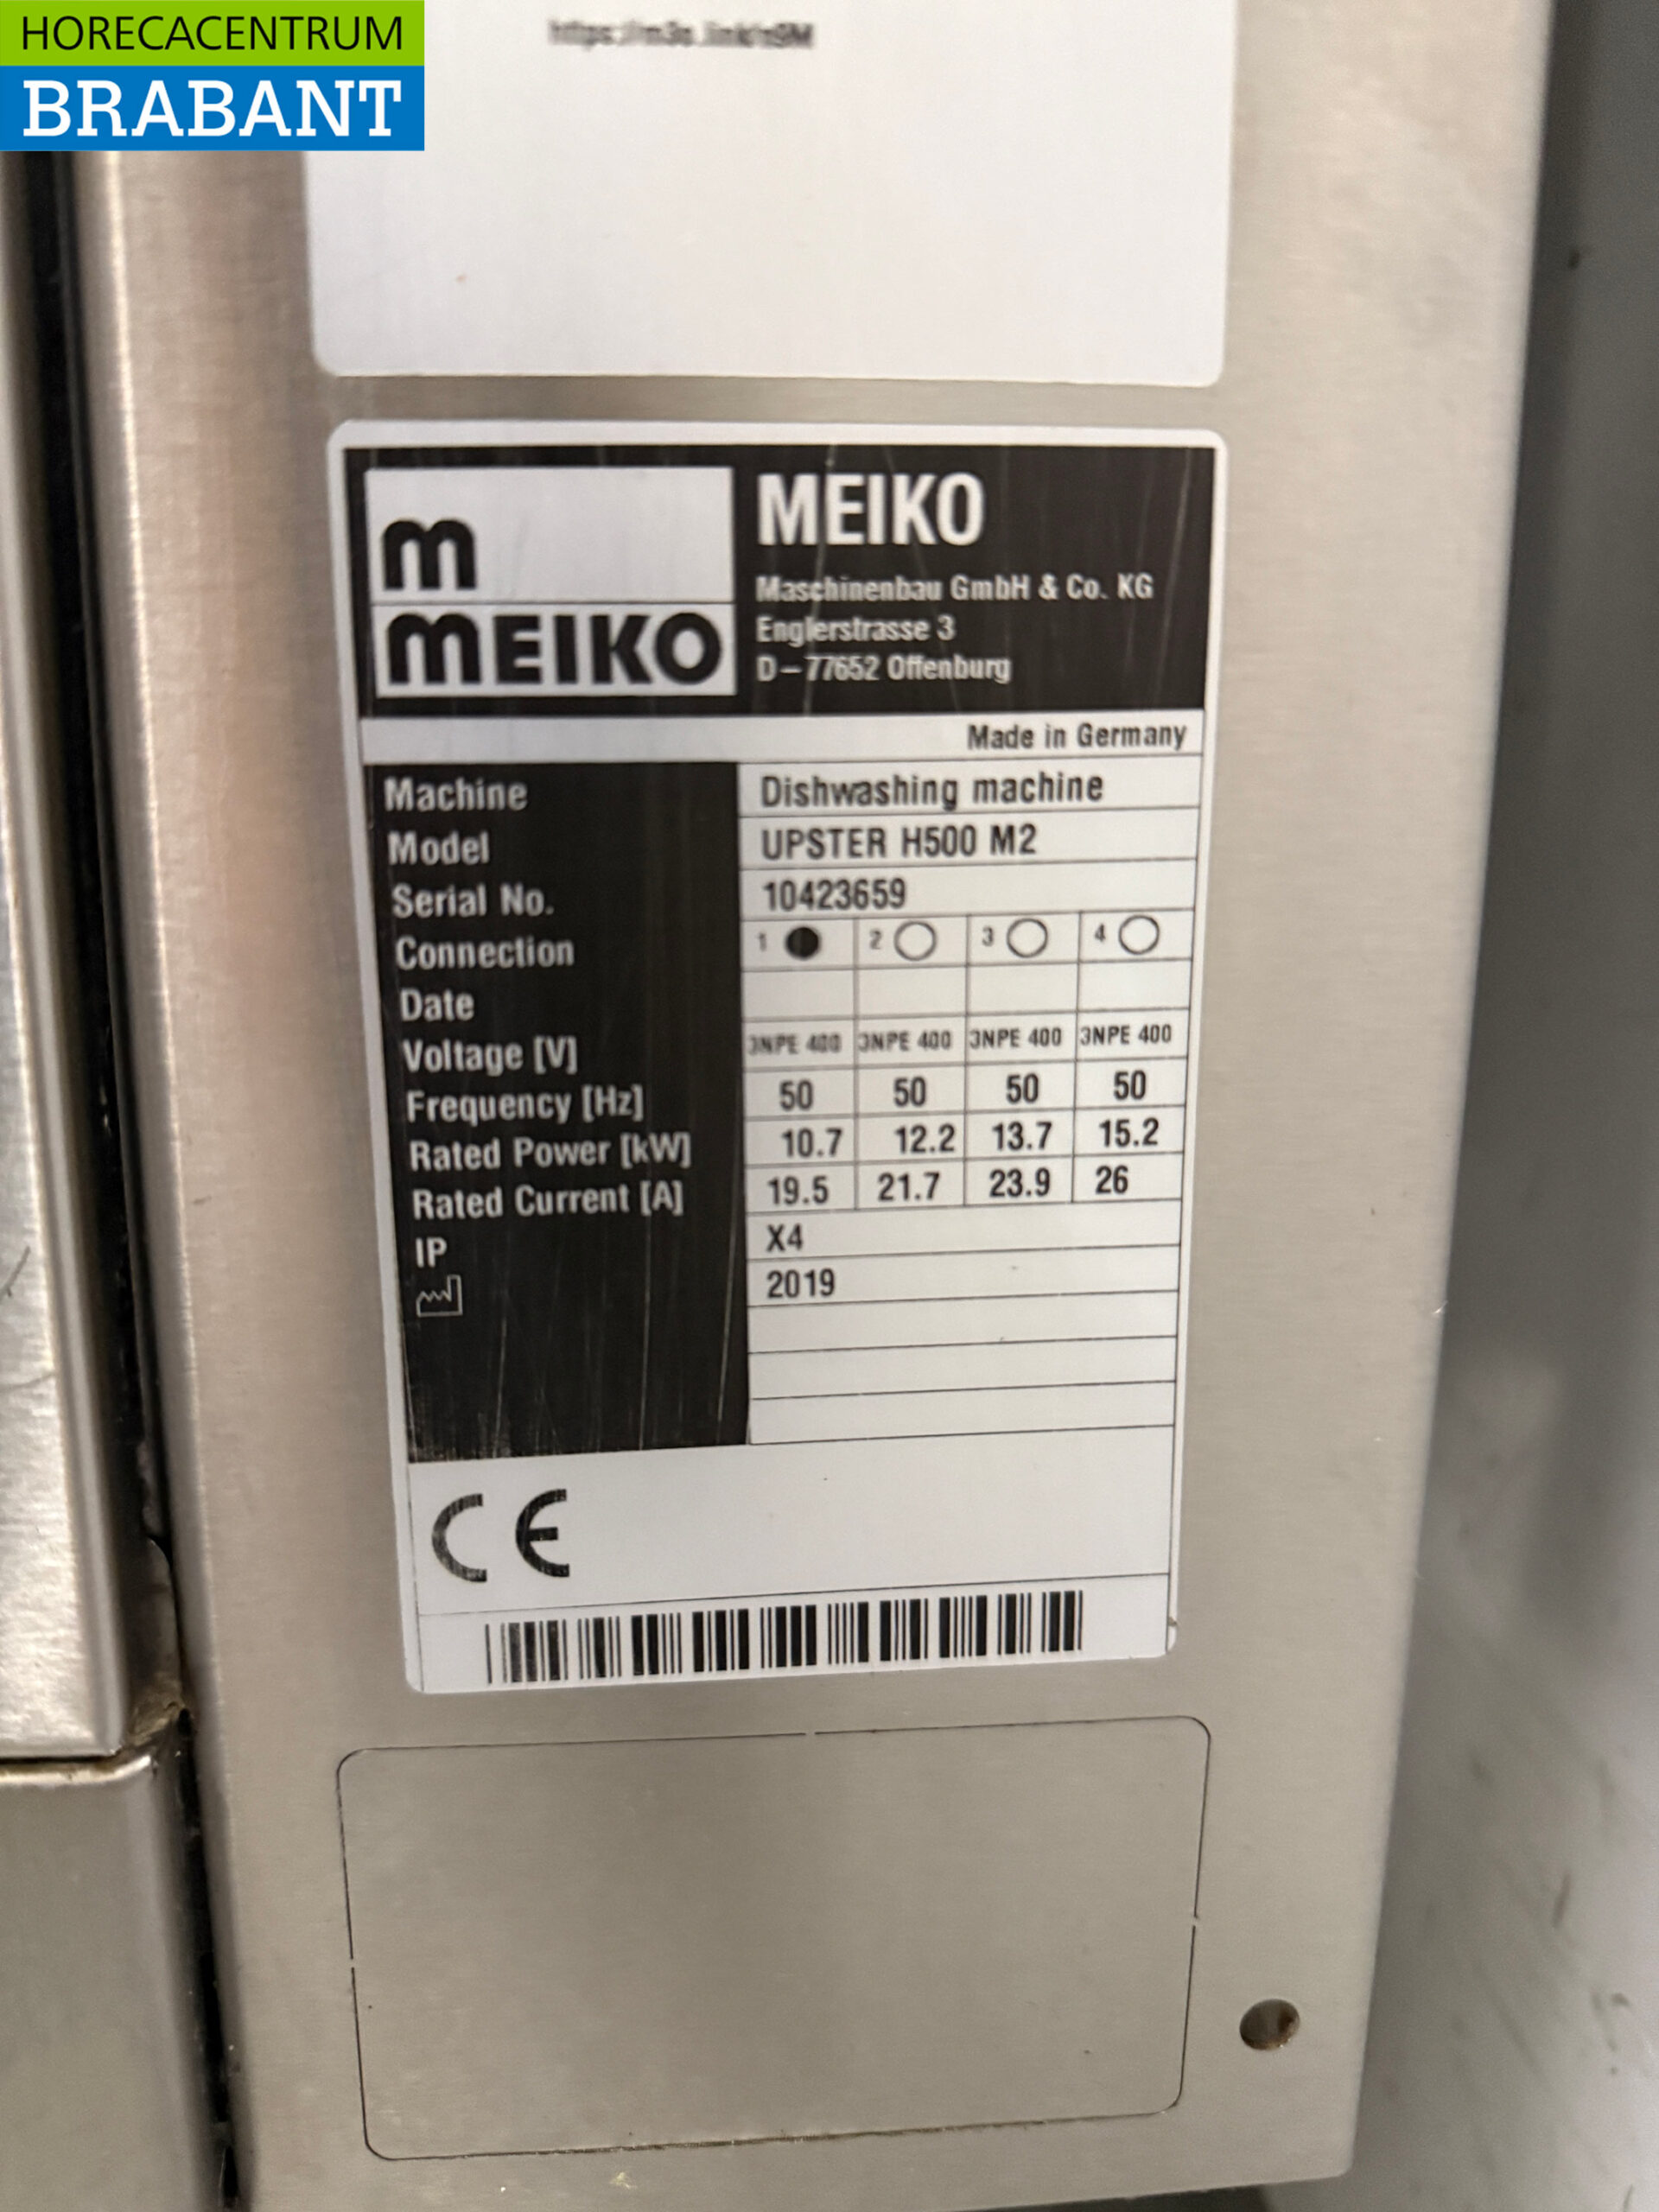 HORECACENTRUM
BRABANT
m
MEIKO
MEIKO
Maschinenbau GmbH & Co. KG
Englerstrasse 3
D-77652 Offenburg
Made in Germany
Machine Dishwashing machine
Model UPSTER H500 M2
Serial No. 10423659
Connection 1 2 3 4
Date
Voltage [V] 3NPE 400 3NPE 400 3NPE 400 3NPE 400
Frequency [Hz] 50 50 50 50
Rated Power [kW] 10.7 12.2 13.7 15.2
Rated Current [A] 19.5 21.7 23.9 26
IP X4
2019
CE